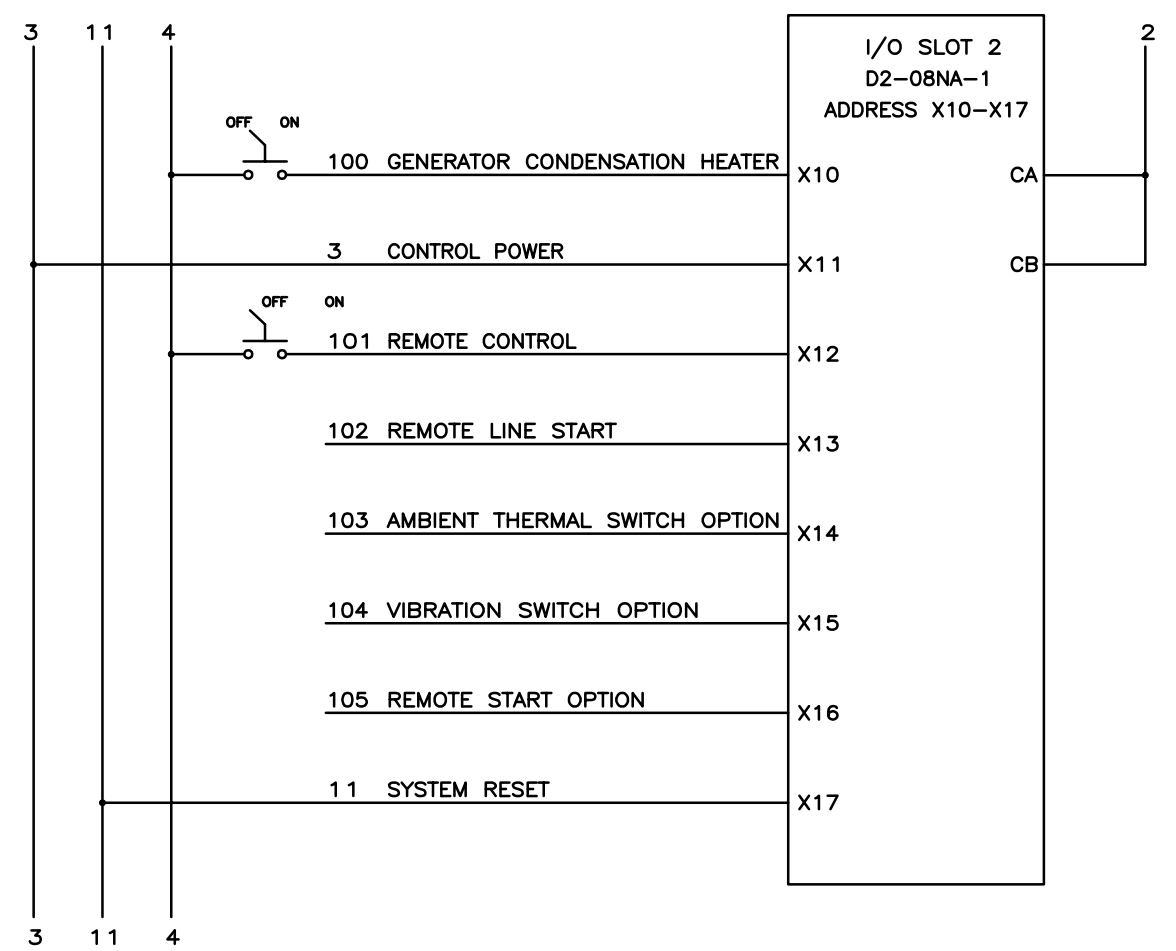 3 11 4 2
I/O SLOT 2
D2-08NA-1
ADDRESS X10-X17
OFF ON
100 GENERATOR CONDENSATION HEATER X10 CA
3 CONTROL POWER X11 CB
OFF ON
101 REMOTE CONTROL X12
102 REMOTE LINE START X13
103 AMBIENT THERMAL SWITCH OPTION X14
104 VIBRATION SWITCH OPTION X15
105 REMOTE START OPTION X16
11 SYSTEM RESET X17
3 11 4